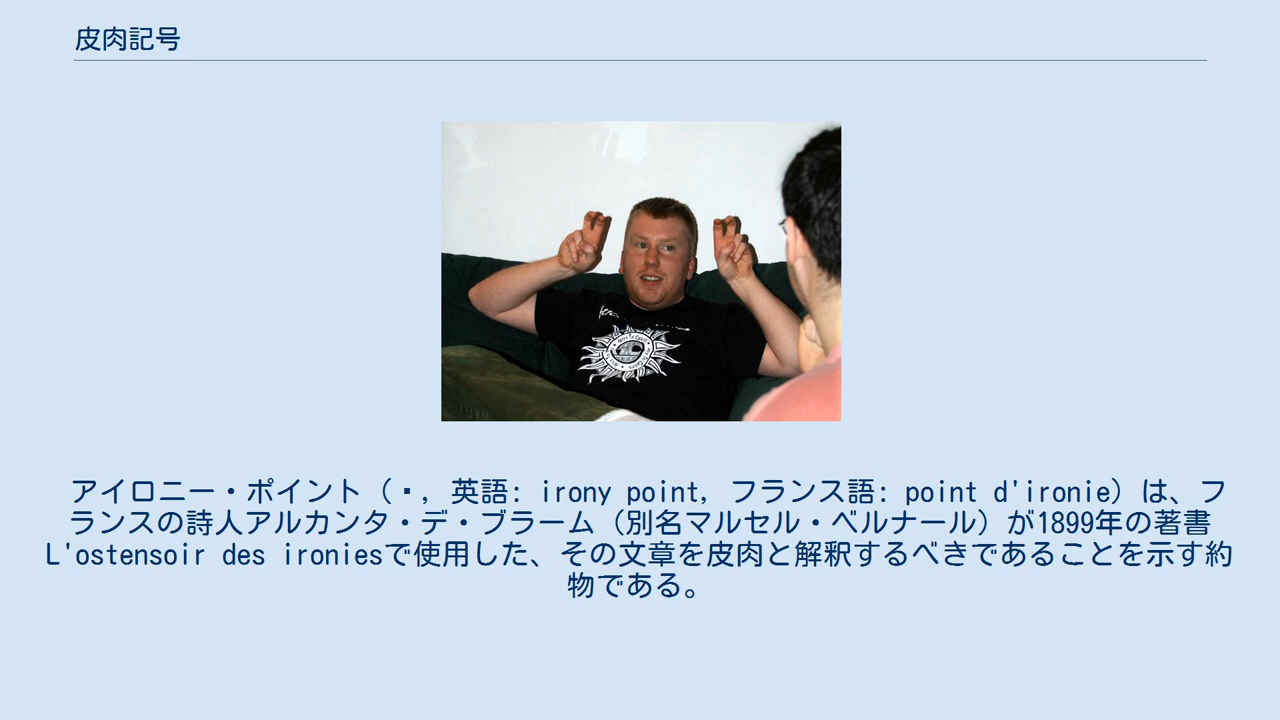 皮肉記号
アイロニー・ポイント（▪, 英語: irony point, フランス語: point d'ironie）は、フ
ランスの詩人アルカンタ・デ・ブラーム（別名マルセル・ベルナール）が1899年の著書
L'ostensoir des ironiesで使用した、その文章を皮肉と解釈するべきであることを示す約
物である。